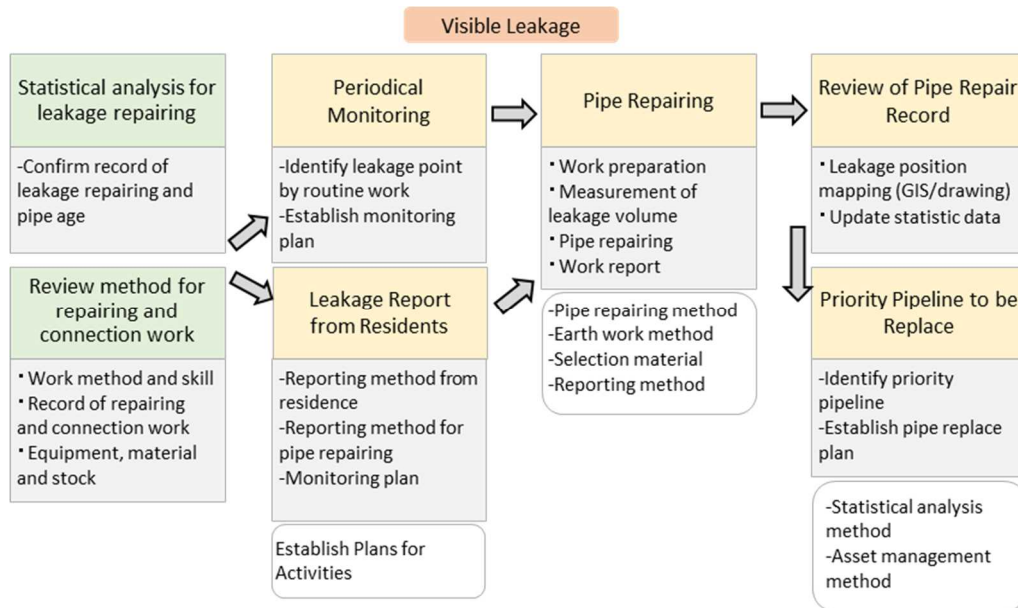 Visible Leakage
Statistical analysis for
leakage repairing
-Confirm record of
leakage repairing and
pipe age
Review method for
repairing and
connection work
・Work method and skill
・Record of repairing
and connection work
・Equipment, material
and stock
Periodical
Monitoring
-Identify leakage point
by routine work
-Establish monitoring
plan
Leakage Report
from Residents
-Reporting method from
residence
-Reporting method for
pipe repairing
-Monitoring plan
Establish Plans for
Activities
Pipe Repairing
・Work preparation
・Measurement of
leakage volume
・Pipe repairing
・Work report
-Pipe repairing method
-Earth work method
-Selection material
-Reporting method
Review of Pipe Repair
Record
・Leakage position
mapping (GIS/drawing)
・Update statistic data
Priority Pipeline to be
Replace
-Identify priority
pipeline
-Establish pipe replace
plan
-Statistical analysis
method
-Asset management
method